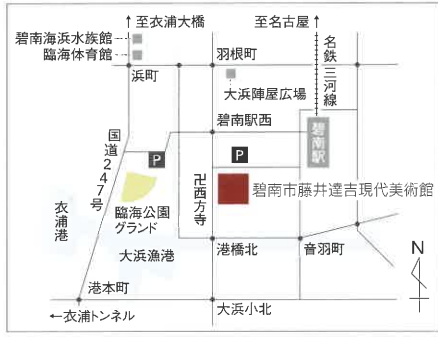 ↑至衣浦大橋
↑至名古屋
碧南海浜水族館
臨海体育館
浜町
羽根町
名鉄三河線
大浜陣屋広場
碧南駅西
碧南駅
国道247号
P
P
卍西方寺
碧南市藤井達吉現代美術館
臨海公園
グランド
衣浦港
大浜漁港
港橋北
音羽町
N
港本町
大浜小北
←衣浦トンネル